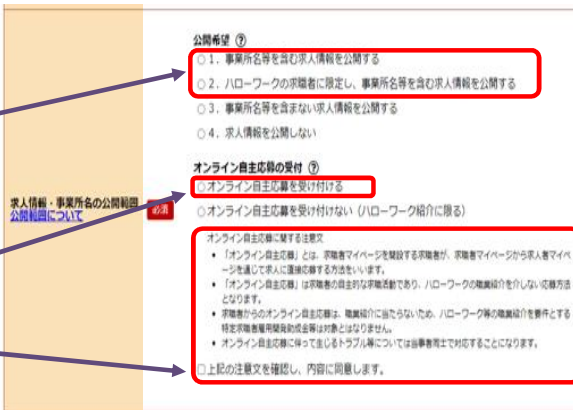 公開希望 ?
○1．事業所名等を含む求人情報を公開する
○2．ハローワークの求職者に限定し、事業所名等を含む求人情報を公開する
○3．事業所名等を含まない求人情報を公開する
○4．求人情報を公開しない
オンライン自主応募の受付 ?
○オンライン自主応募を受け付ける
○オンライン自主応募を受け付けない（ハローワーク紹介に限る）
求人情報・事業所名の公開範囲 必須
公開範囲について
オンライン自主応募に関する注意文
• 「オンライン自主応募」とは、求職者マイページを開設する求職者が、求職者マイページから求人者マイペ
ージを通じて求人に直接応募する方法をいいます。
• 「オンライン自主応募」は求職者の自主的な求職活動であり、ハローワークの職業紹介を介しない応募方法
となります。
• 求職者からのオンライン自主応募は、職業紹介に当たらないため、ハローワーク等の職業紹介を要件とする
特定求職者雇用開発助成金等は対象とはなりません。
• オンライン自主応募に伴って生じるトラブル等については当事者同士で対応することになります。
□上記の注意文を確認し、内容に同意します。